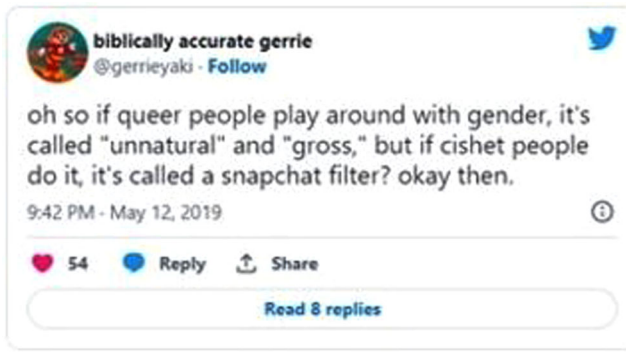 biblically accurate gerrie
@gerrieyaki · Follow
oh so if queer people play around with gender, it's
called "unnatural" and "gross," but if cishet people
do it, it's called a snapchat filter? okay then.
9:42 PM · May 12, 2019
54 Reply Share
Read 8 replies